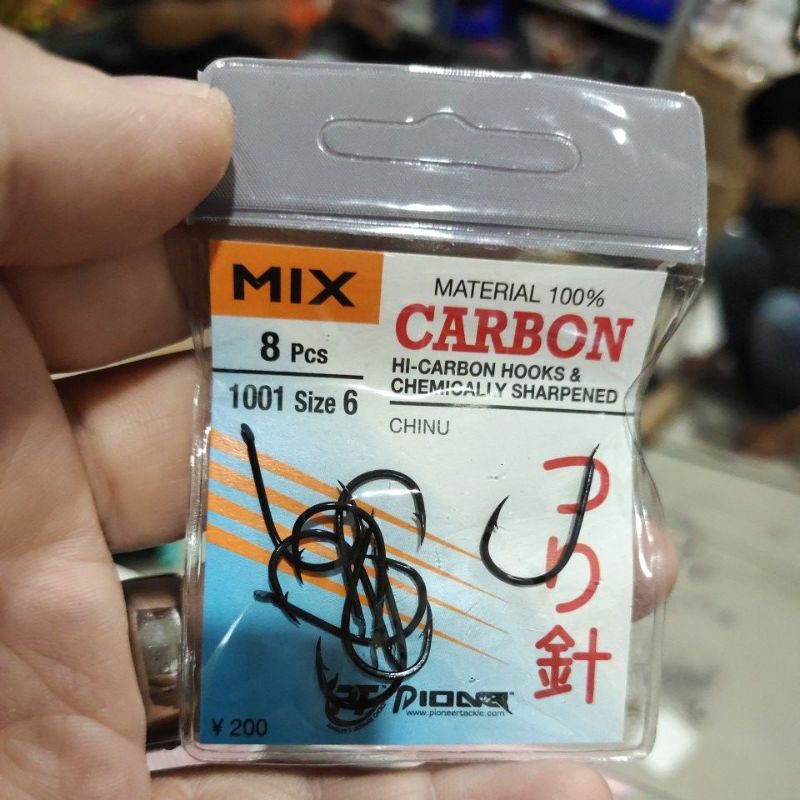 MIX
8 Pcs
1001 Size 6
MATERIAL 100%
CARBON
HI-CARBON HOOKS &
CHEMICALLY SHARPENED
CHINU
つり針
PIONEER
www.pioneertackle.com
¥ 200